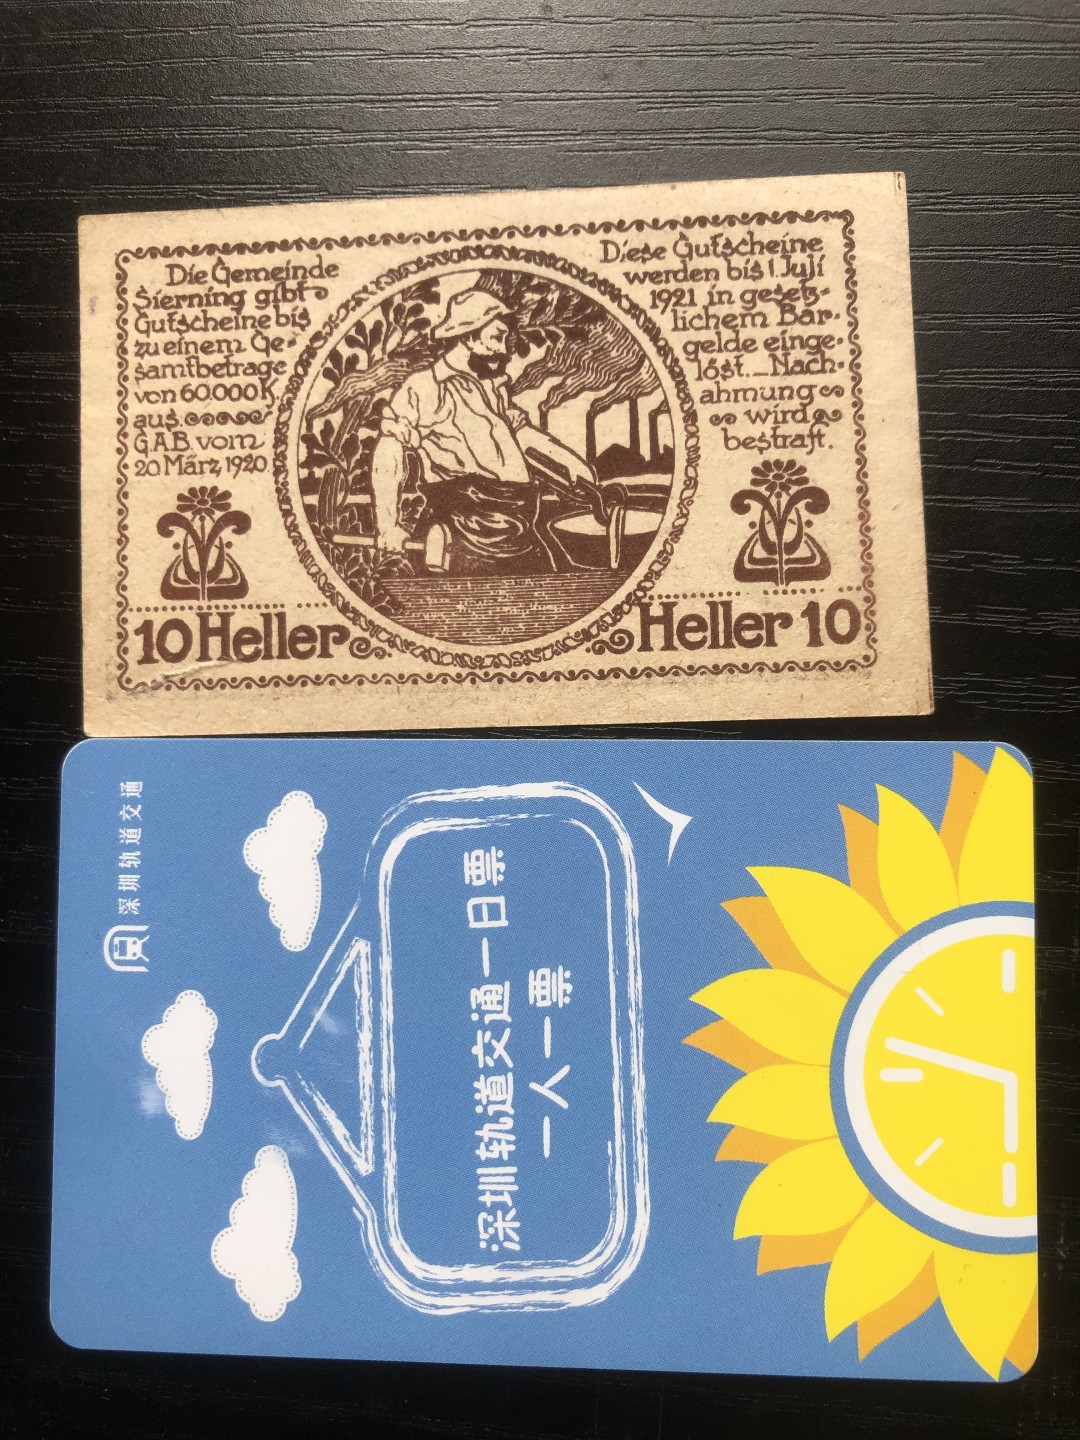 Die Gemeinde
Sierning gibt
Gutscheine bis
zu einem Ge-
samtbetrage
von 60.000 K.
aus.
G.A.B. vom
20 März, 1920.
Diese Gutscheine
werden bis 1. Juli
1921 in gesetz-
lichem Bar-
gelde einge-
löst. _ Nach-
ahmung
wird
bestraft.
10 Heller
Heller 10
深圳轨道交通
深圳轨道交通一日票
一人一票